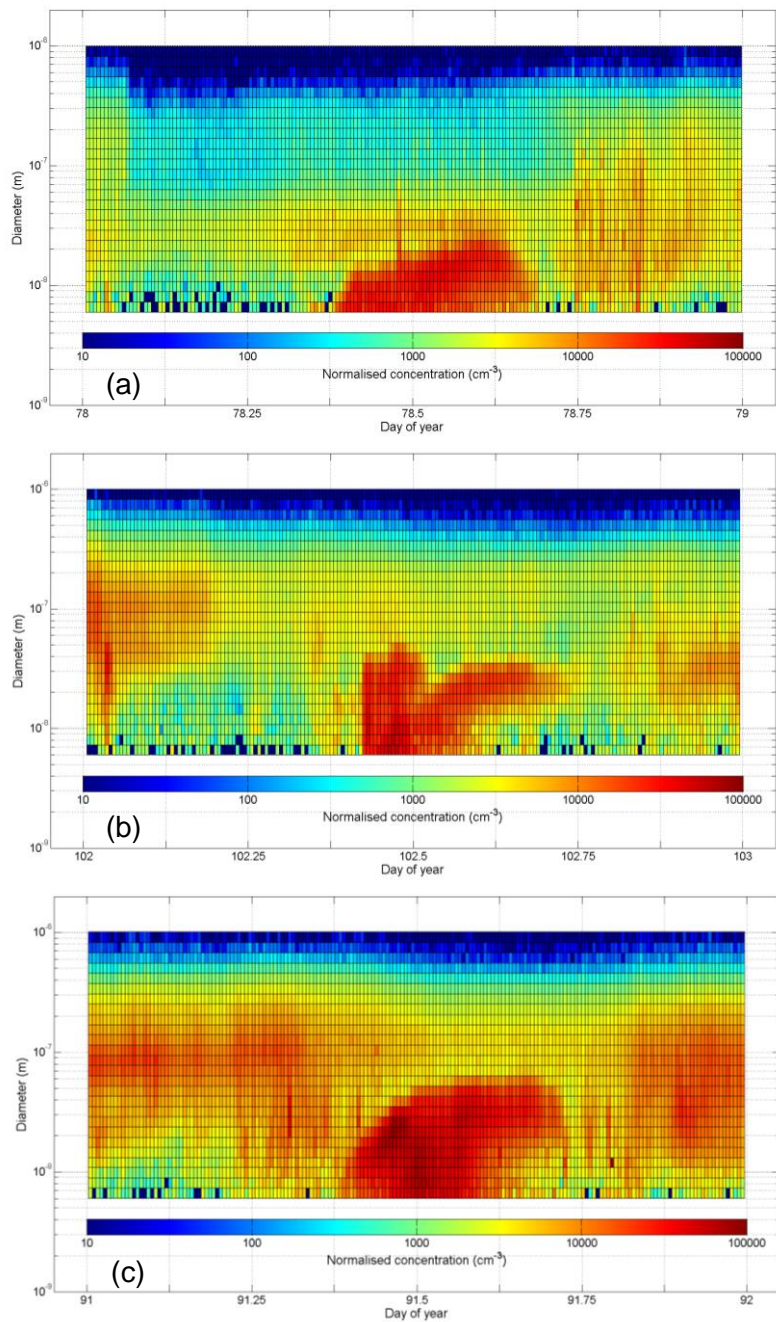 10⁻⁶
10⁻⁷
Diameter (m)
10⁻⁸
10 100 1000 10000 100000
Normalised concentration (cm⁻³)
(a)
10⁻⁹
78 78.25 78.5 78.75 79
Day of year
10⁻⁶
10⁻⁷
Diameter (m)
10⁻⁸
10 100 1000 10000 100000
Normalised concentration (cm⁻³)
(b)
10⁻⁹
102 102.25 102.5 102.75 103
Day of year
10⁻⁶
10⁻⁷
Diameter (m)
10⁻⁸
10 100 1000 10000 100000
Normalised concentration (cm⁻³)
(c)
10⁻⁹
91 91.25 91.5 91.75 92
Day of year